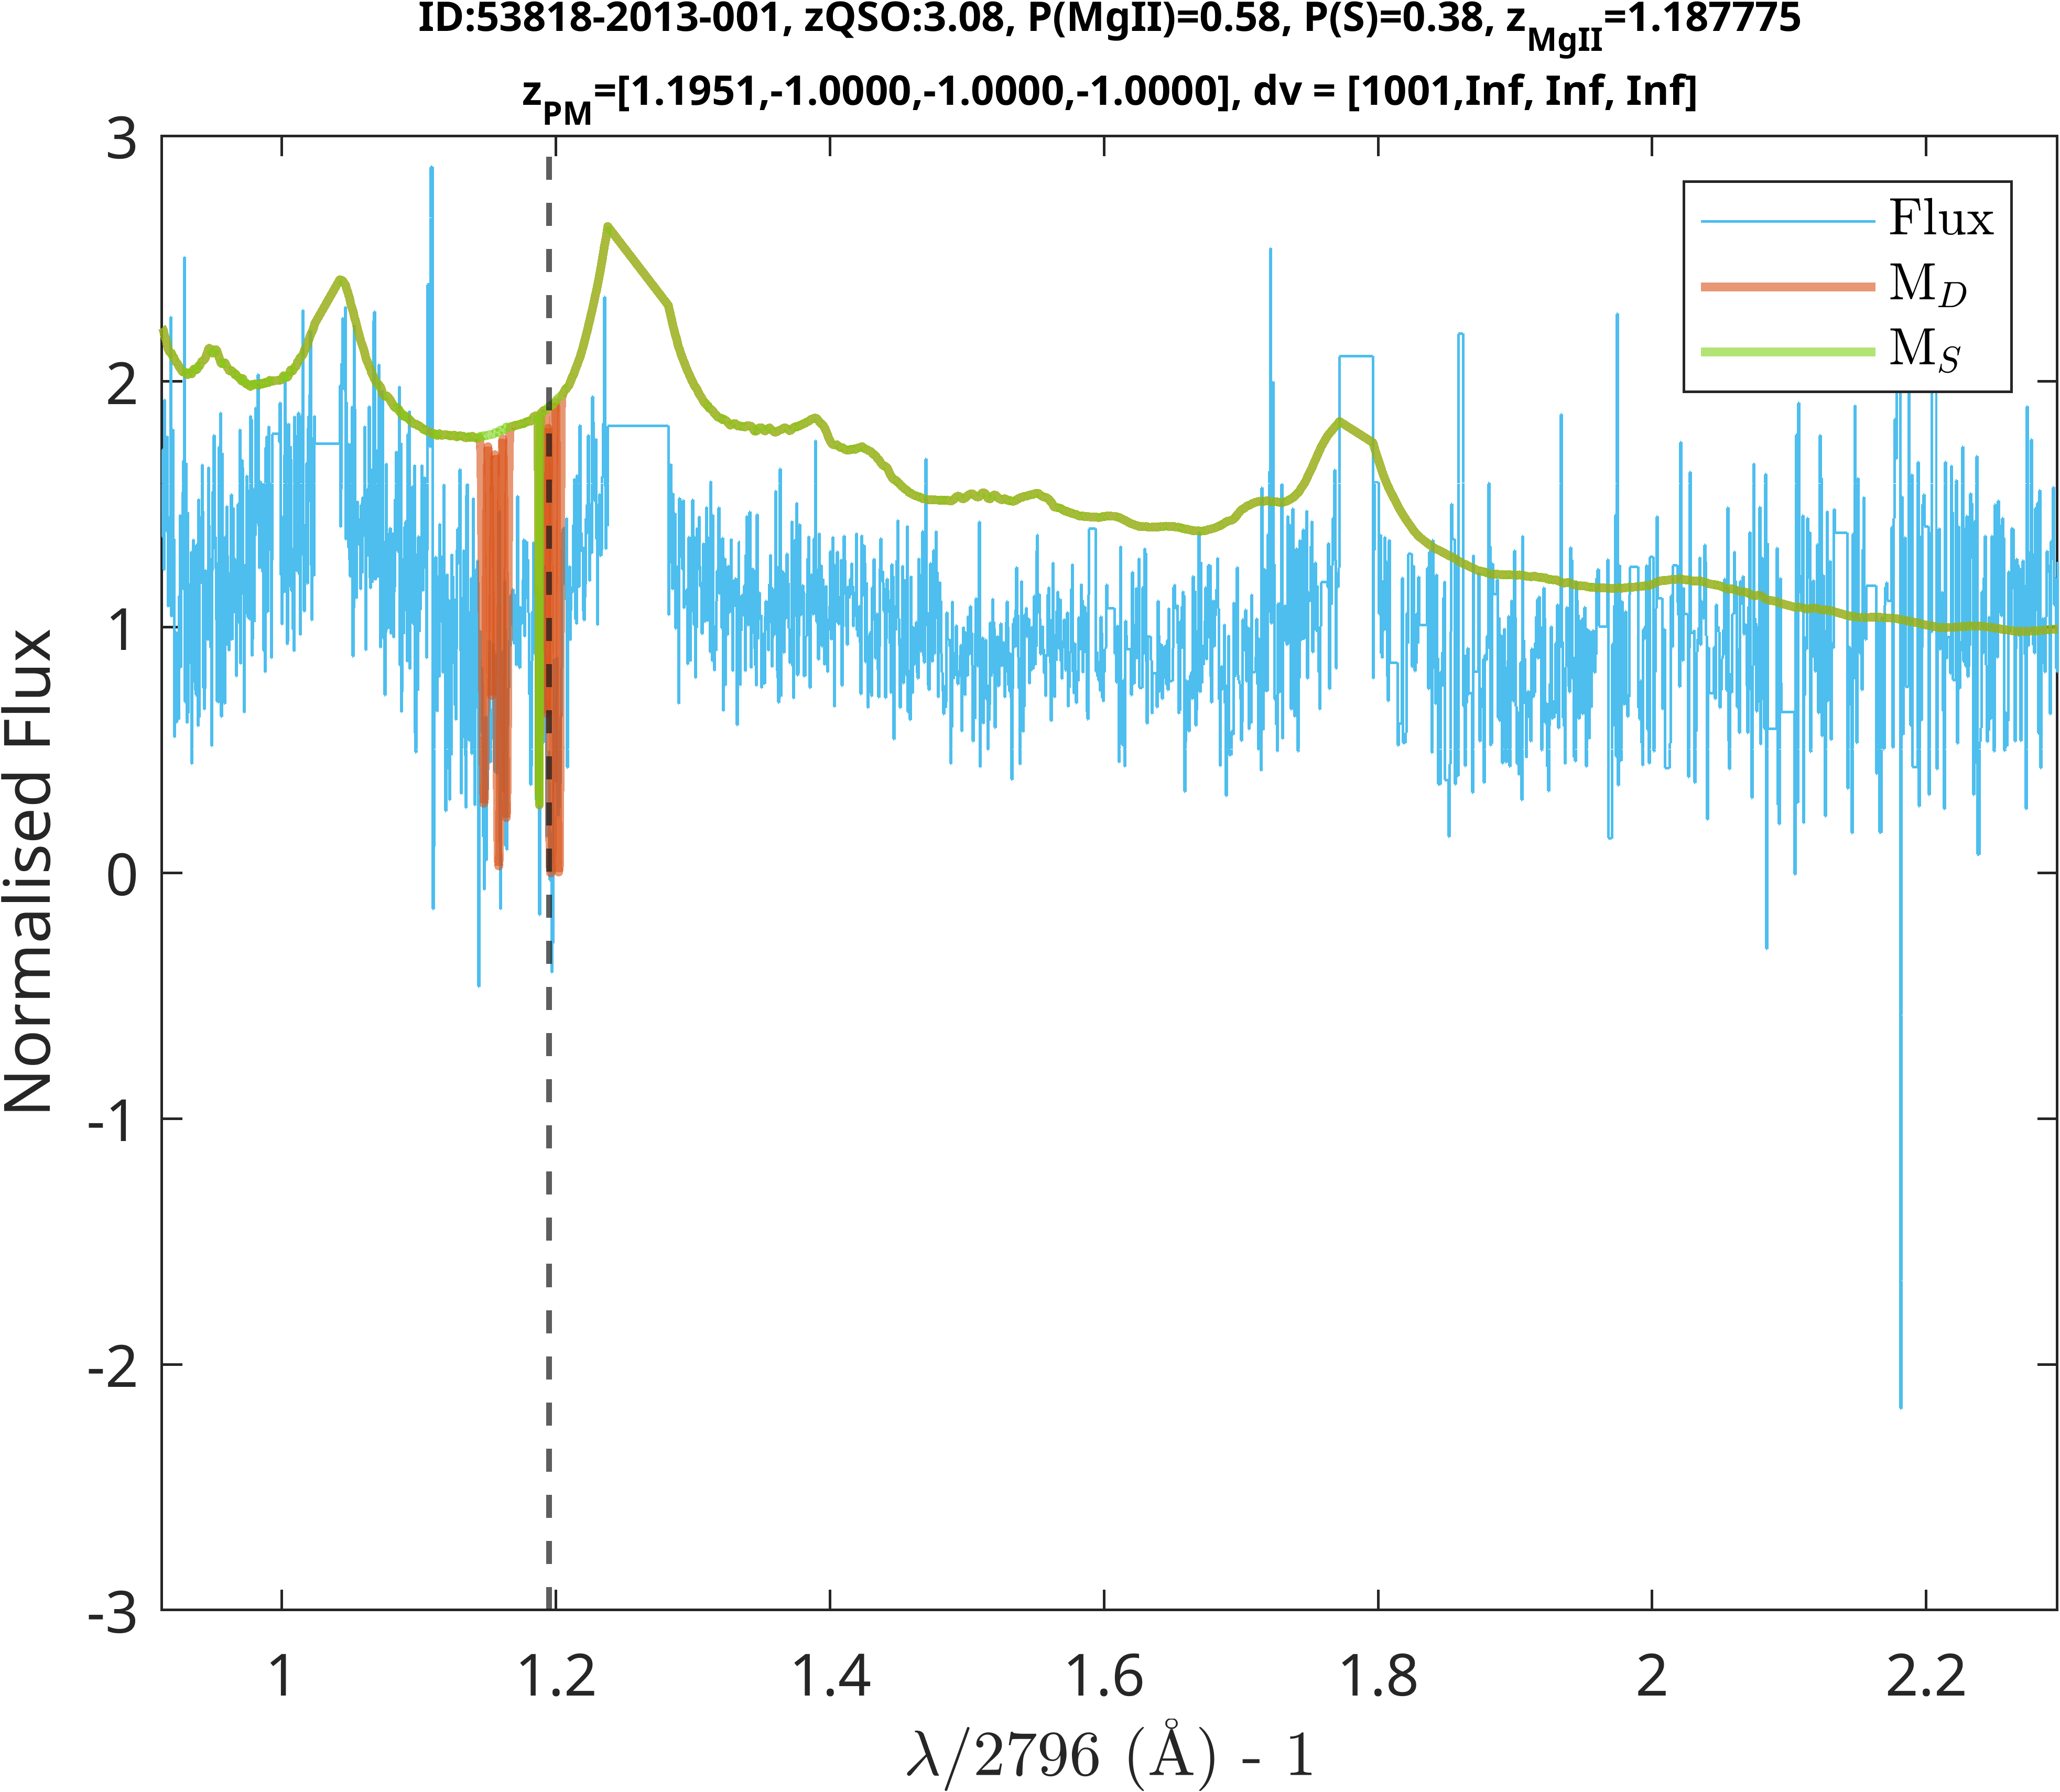 ID:53818-2013-001, zQSO:3.08, P(MgII)=0.58, P(S)=0.38, zMgII=1.187775
zPM=[1.1951,-1.0000,-1.0000,-1.0000], dv = [1001,Inf, Inf, Inf]
Normalised Flux
3
2
1
0
-1
-2
-3
Flux
MD
MS
1 1.2 1.4 1.6 1.8 2 2.2
λ/2796 (Å) - 1